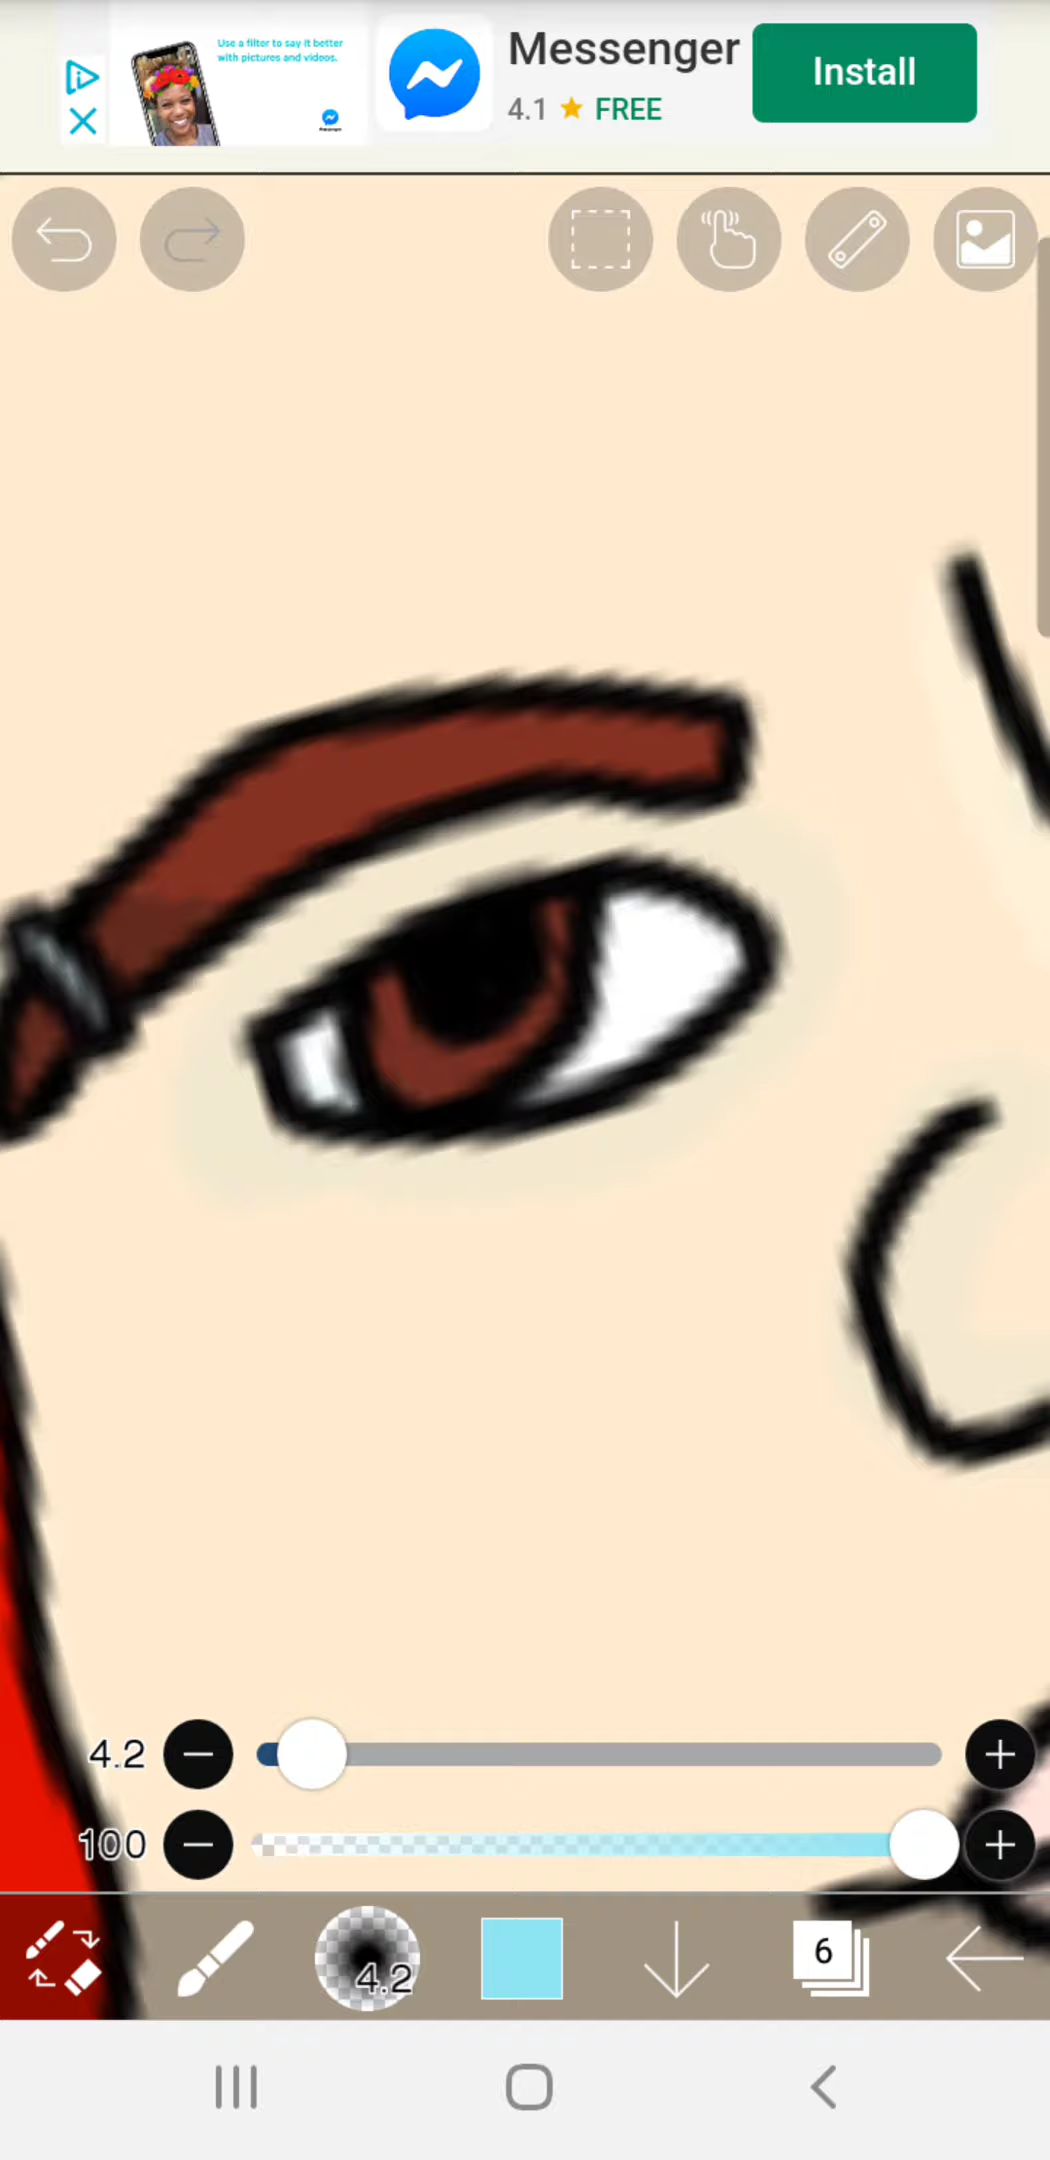 Use a filter to say it better
with pictures and videos.
Messenger
4.1 FREE
Install
4.2
100
4.2
6